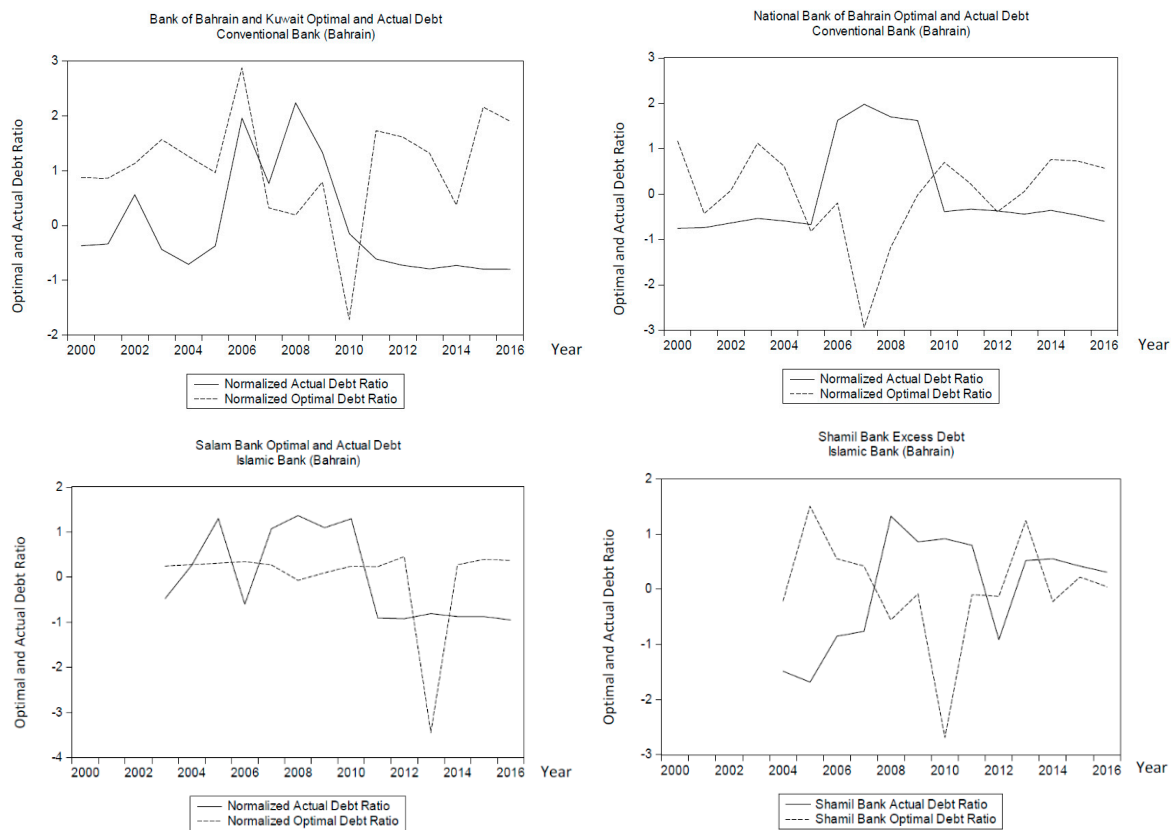 Bank of Bahrain and Kuwait Optimal and Actual Debt
Conventional Bank (Bahrain)
Optimal and Actual Debt Ratio
3
2
1
0
-1
-2
2000 2002 2004 2006 2008 2010 2012 2014 2016 Year
Normalized Actual Debt Ratio
Normalized Optimal Debt Ratio
National Bank of Bahrain Optimal and Actual Debt
Conventional Bank (Bahrain)
Optimal and Actual Debt Ratio
3
2
1
0
-1
-2
-3
2000 2002 2004 2006 2008 2010 2012 2014 2016 Year
Normalized Actual Debt Ratio
Normalized Optimal Debt Ratio
Salam Bank Optimal and Actual Debt
Islamic Bank (Bahrain)
Optimal and Actual Debt Ratio
2
1
0
-1
-2
-3
-4
2000 2002 2004 2006 2008 2010 2012 2014 2016 Year
Normalized Actual Debt Ratio
Normalized Optimal Debt Ratio
Shamil Bank Excess Debt
Islamic Bank (Bahrain)
Optimal and Actual Debt Ratio
2
1
0
-1
-2
-3
2000 2002 2004 2006 2008 2010 2012 2014 2016 Year
Shamil Bank Actual Debt Ratio
Shamil Bank Optimal Debt Ratio